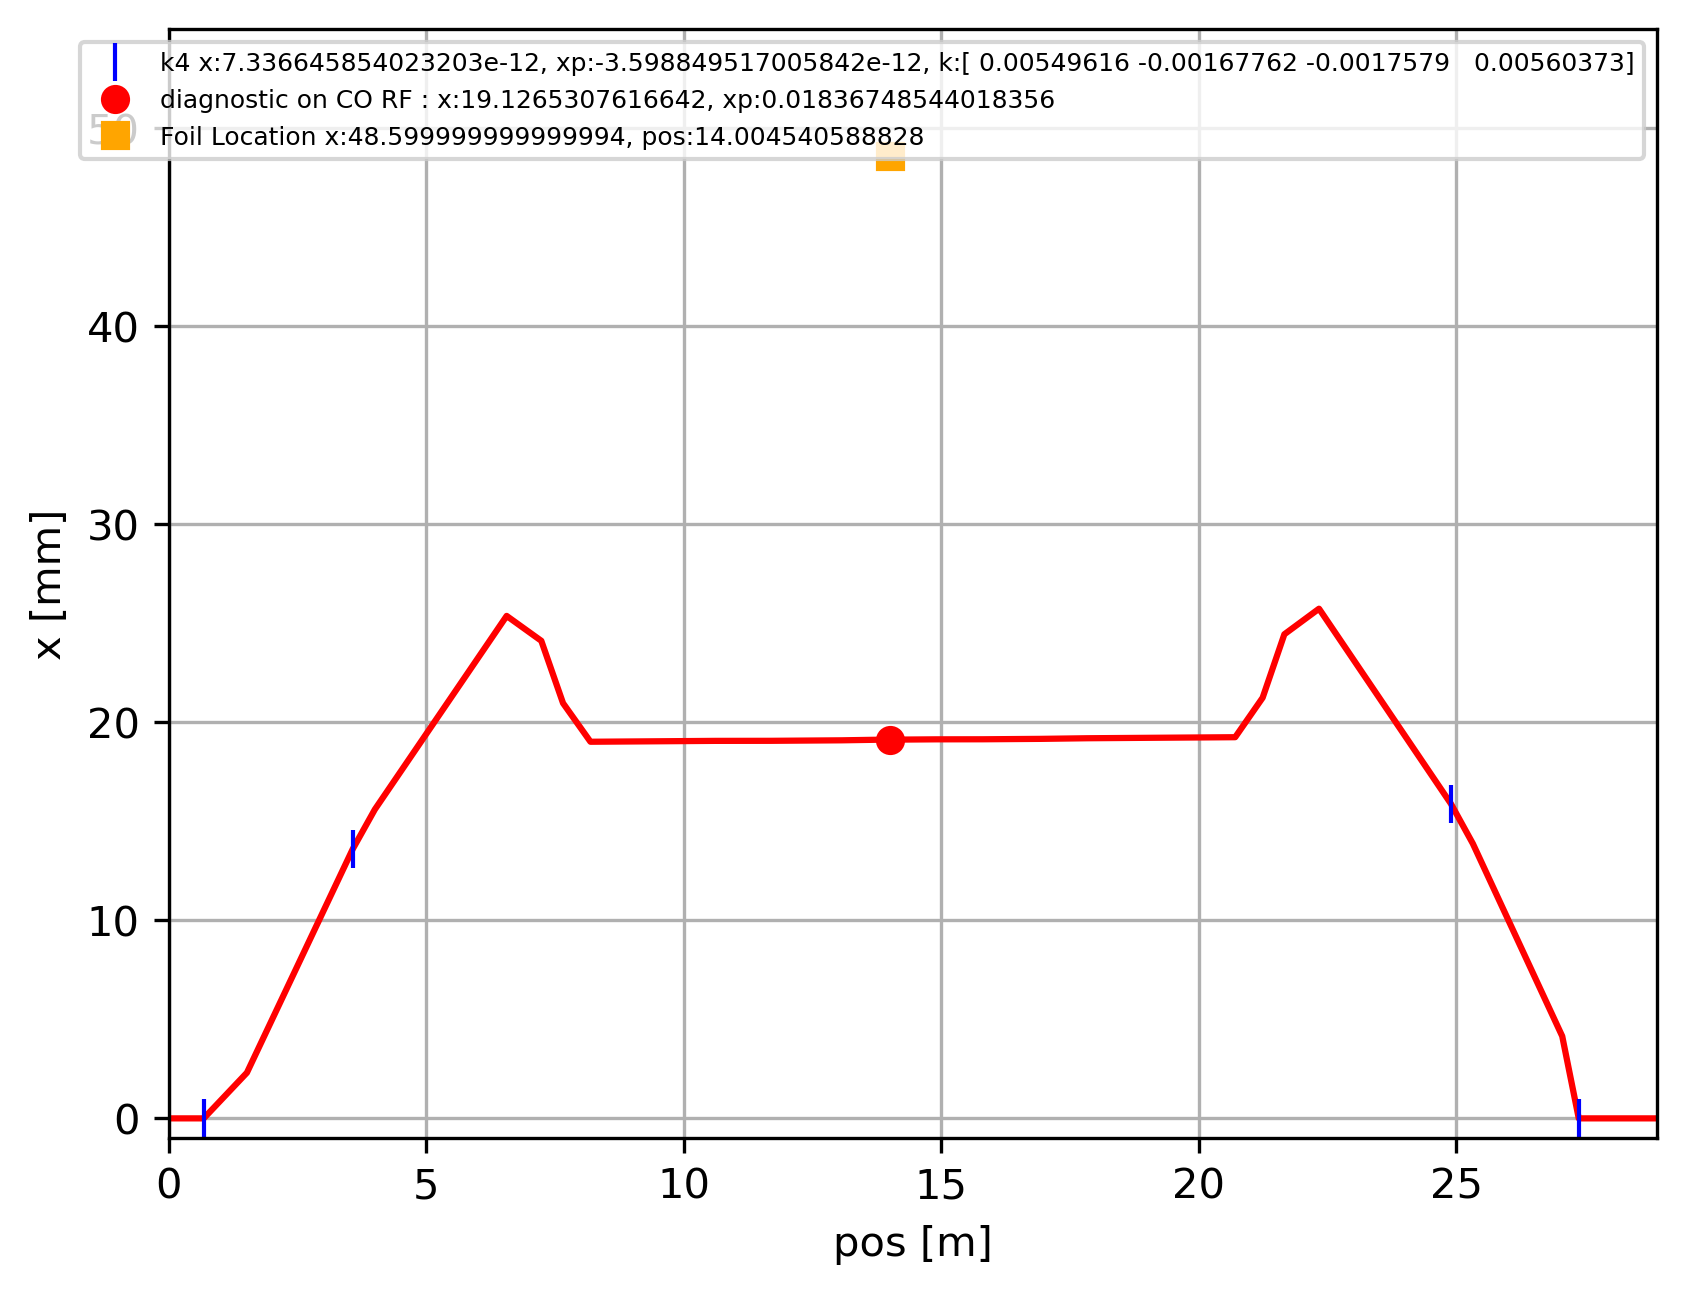 k4 x:7.336645854023203e-12, xp:-3.598849517005842e-12, k:[ 0.00549616 -0.00167762 -0.0017579   0.00560373]
diagnostic on CO RF : x:19.1265307616642, xp:0.01836748544018356
Foil Location x:48.599999999999994, pos:14.004540588828
50
40
30
20
10
0
x [mm]
0 5 10 15 20 25
pos [m]